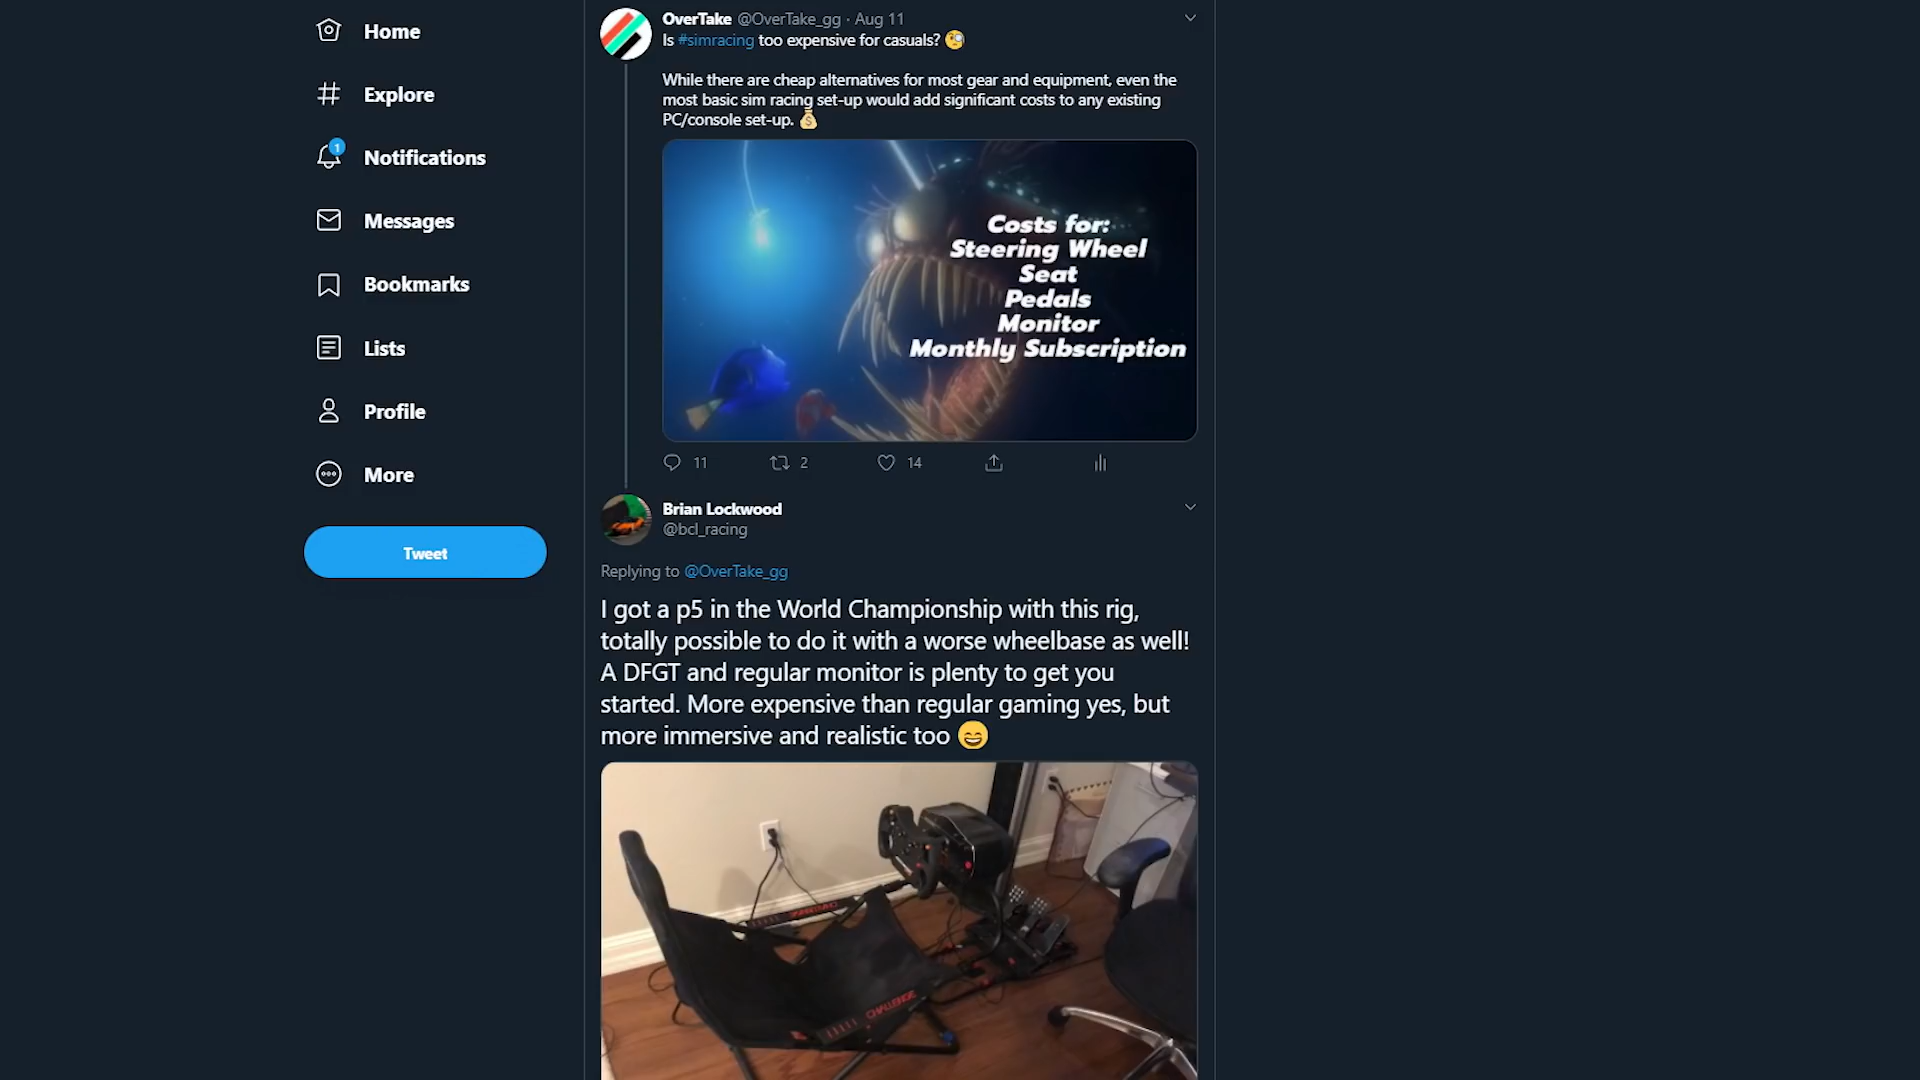 Home
Explore
1
Notifications
Messages
Bookmarks
Lists
Profile
More
Tweet
OverTake @OverTake_gg · Aug 11
Is #simracing too expensive for casuals? 🧐
While there are cheap alternatives for most gear and equipment, even the
most basic sim racing set-up would add significant costs to any existing
PC/console set-up. 💰
Costs for:
Steering Wheel
Seat
Pedals
Monitor
Monthly Subscription
11 2 14
Brian Lockwood
@bcl_racing
Replying to @OverTake_gg
I got a p5 in the World Championship with this rig,
totally possible to do it with a worse wheelbase as well!
A DFGT and regular monitor is plenty to get you
started. More expensive than regular gaming yes, but
more immersive and realistic too 😄
CHALLENGE